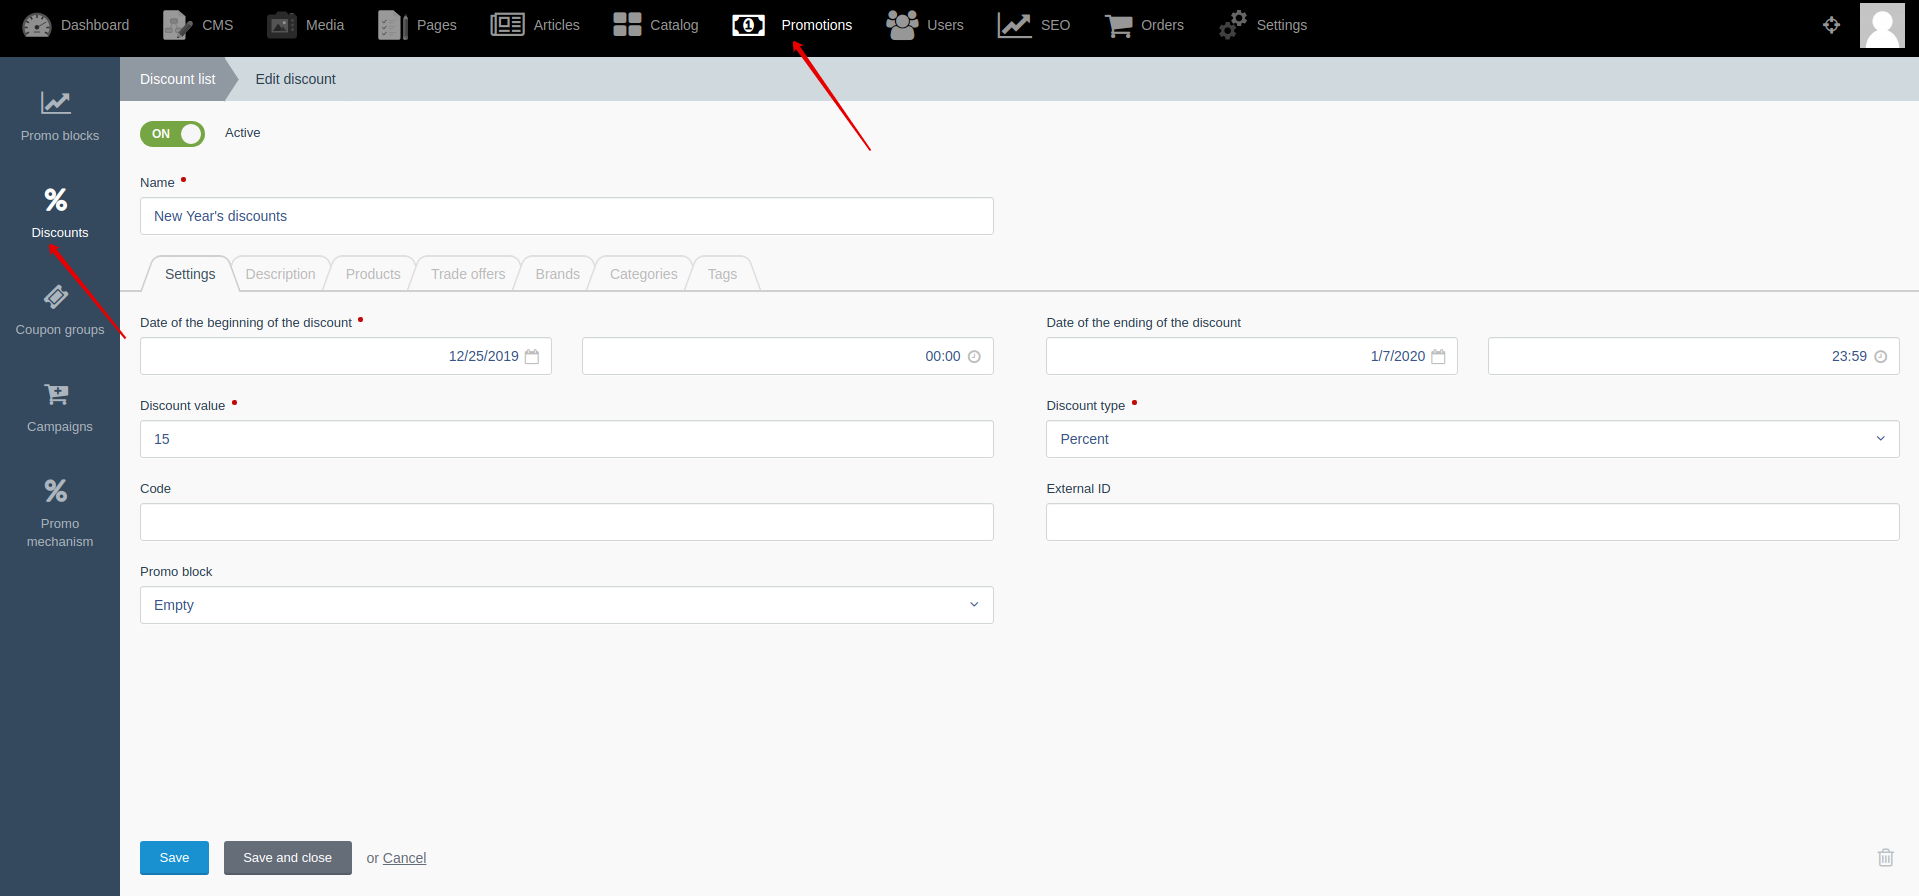 Dashboard CMS Media Pages Articles Catalog Promotions Users SEO Orders Settings
Promo blocks
Discounts
Coupon groups
Campaigns
Promo
mechanism
Discount list Edit discount
ON Active
Name
New Year's discounts
Settings Description Products Trade offers Brands Categories Tags
Date of the beginning of the discount Date of the ending of the discount
12/25/2019 00:00 1/7/2020 23:59
Discount value Discount type
15 Percent
Code External ID
Promo block
Empty
Save Save and close or Cancel